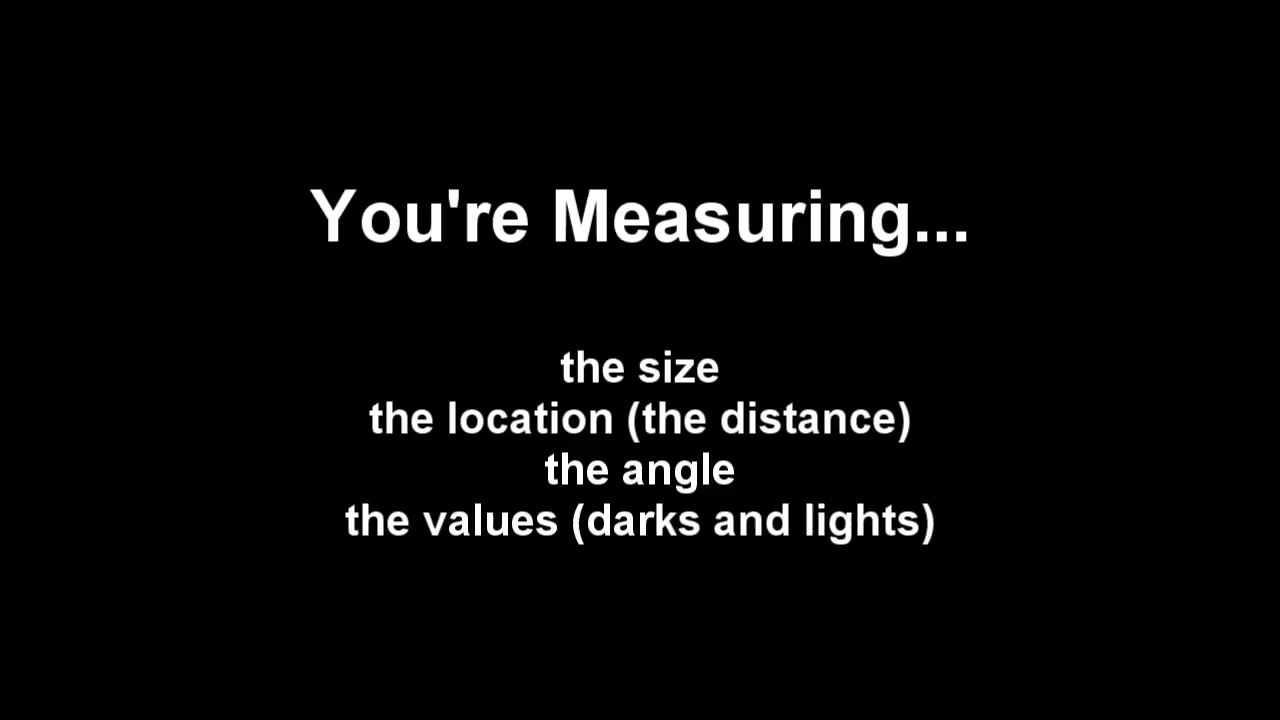 You're Measuring...
the size
the location (the distance)
the angle
the values (darks and lights)